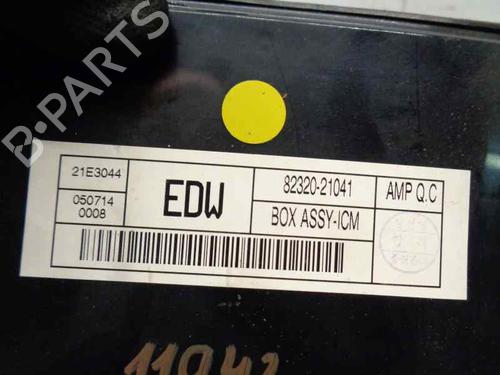 B-PARTS
21E3044
050714
0008
EDW
82320-21041
BOX ASSY-ICM
AMP Q.C